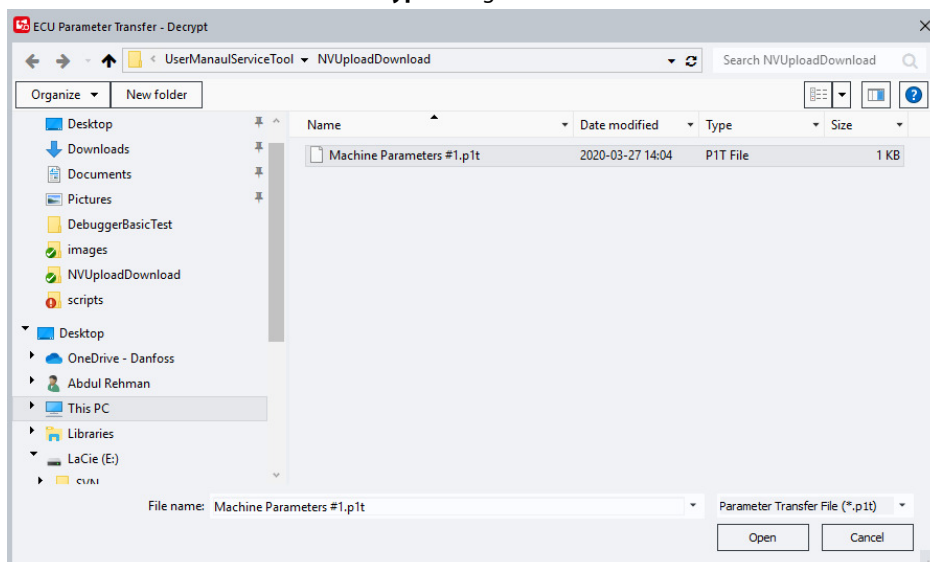 ECU Parameter Transfer - Decrypt
UserManaulServiceTool NVUploadDownload Search NVUploadDownload
Organize New folder
Name Date modified Type Size
Machine Parameters #1.p1t 2020-03-27 14:04 P1T File 1 KB
Desktop
Downloads
Documents
Pictures
DebuggerBasicTest
images
NVUploadDownload
scripts
Desktop
OneDrive - Danfoss
Abdul Rehman
This PC
Libraries
LaCie (E:)
File name: Machine Parameters #1.p1t Parameter Transfer File (*.p1t)
Open Cancel